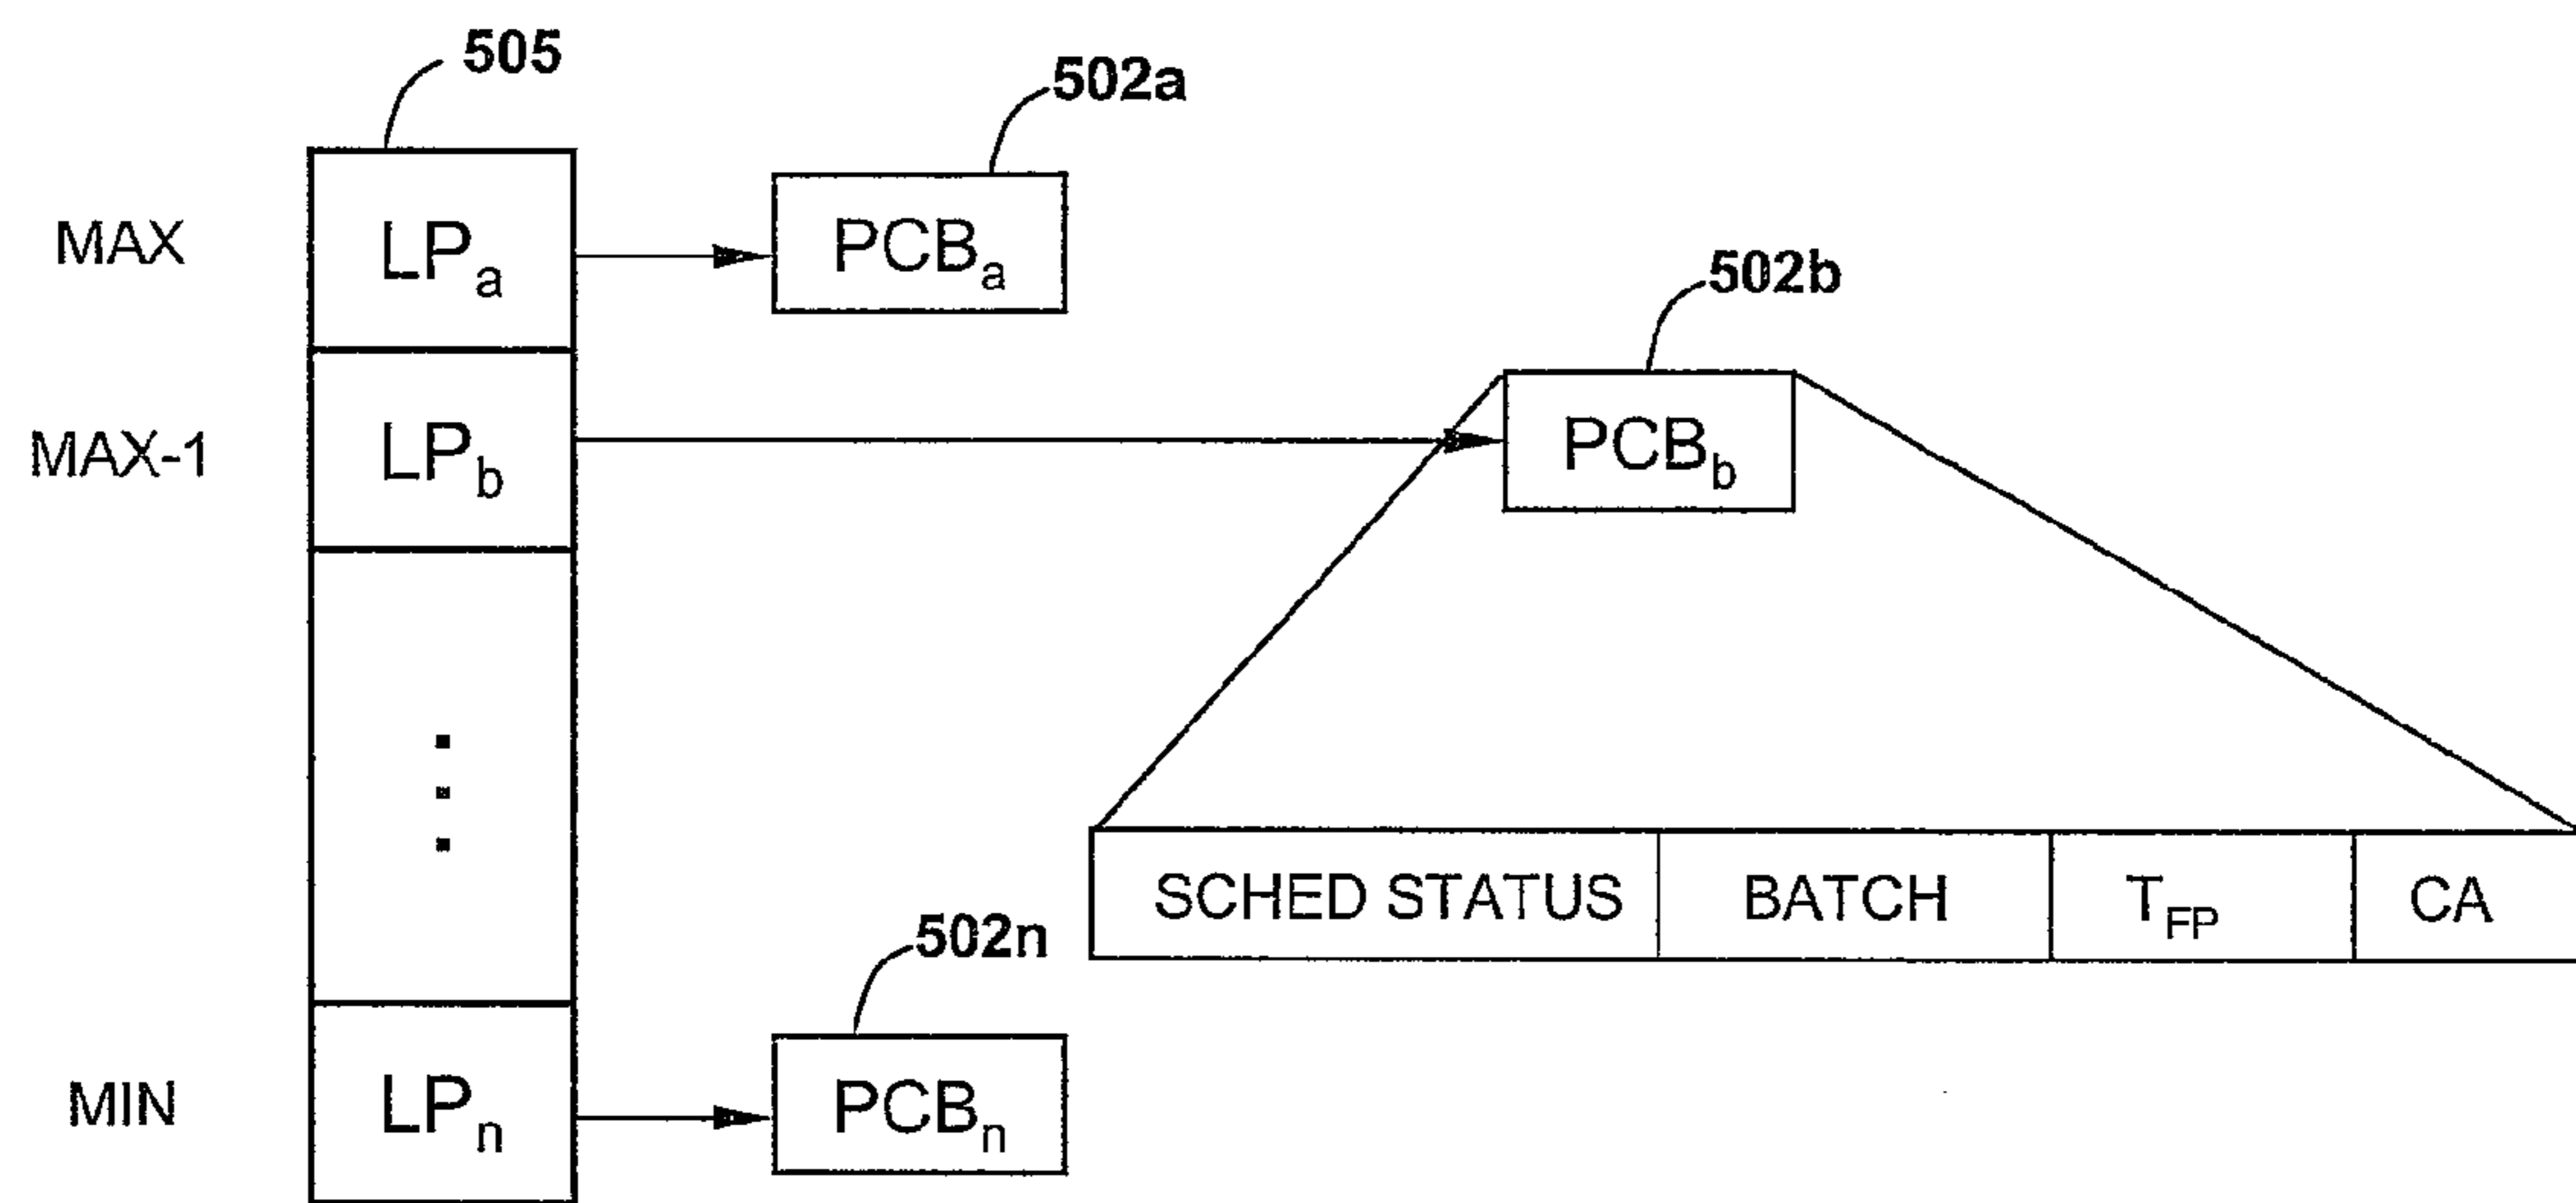 505
502a
MAX
LPa
PCBa
502b
MAX-1
LPb
PCBb
SCHED STATUS
BATCH
TFP
CA
502n
MIN
LPn
PCBn